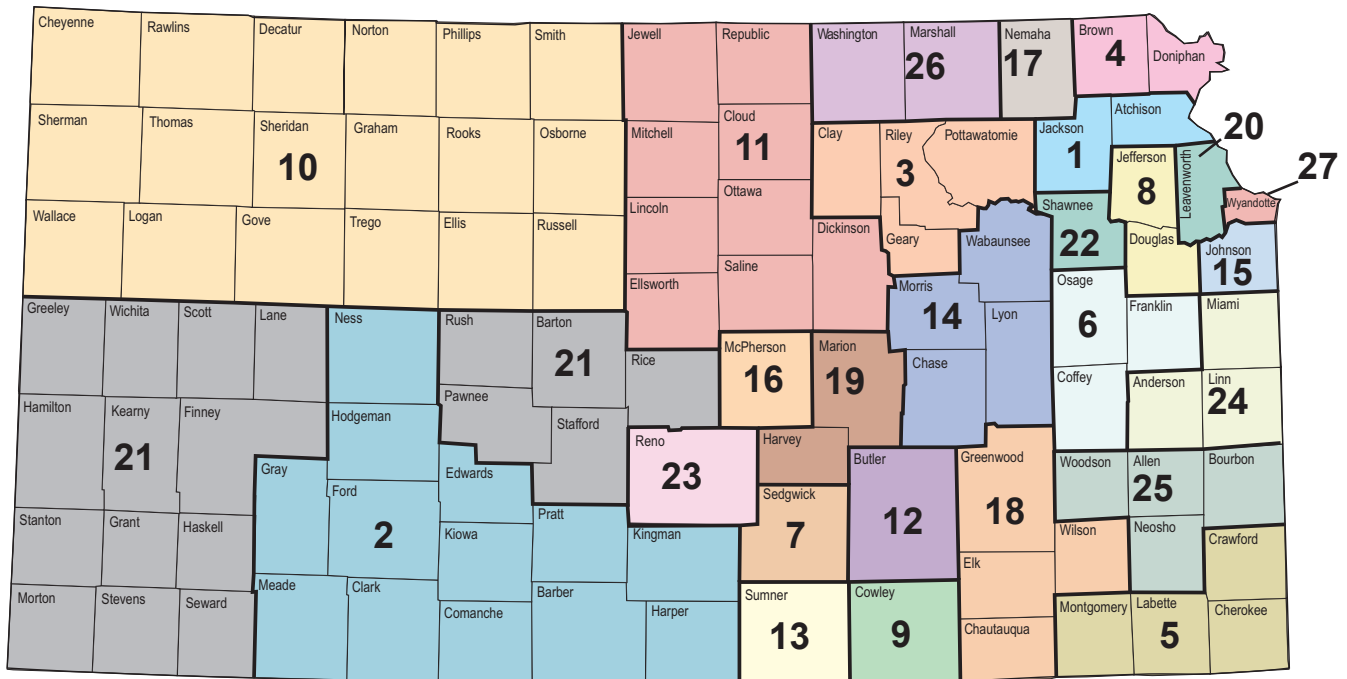 Cheyenne
Rawlins
Decatur
Norton
Phillips
Smith
Jewell
Republic
Washington
Marshall
Nemaha
Brown
Doniphan
26
17
4
Sherman
Thomas
Sheridan
Graham
Rooks
Osborne
Mitchell
Cloud
Clay
Riley
Pottawatomie
Jackson
Atchison
10
11
3
1
Jefferson
8
Leavenworth
20
27
Wyandotte
Wallace
Logan
Gove
Trego
Ellis
Russell
Lincoln
Ottawa
Dickinson
Geary
Wabaunsee
Shawnee
22
Douglas
Johnson
15
Ellsworth
Saline
Morris
14
Lyon
Osage
6
Franklin
Miami
Greeley
Wichita
Scott
Lane
Ness
Rush
Barton
21
Rice
McPherson
16
Marion
19
Chase
Coffey
Anderson
Linn
24
Hamilton
Kearny
21
Finney
Hodgeman
Pawnee
Stafford
Reno
23
Harvey
Butler
12
Greenwood
18
Woodson
Allen
25
Bourbon
Gray
Ford
2
Edwards
Kiowa
Pratt
Kingman
Sedgwick
7
Elk
Wilson
Neosho
Crawford
Stanton
Grant
Haskell
Morton
Stevens
Seward
Meade
Clark
Comanche
Barber
Harper
Sumner
13
Cowley
9
Chautauqua
Montgomery
Labette
5
Cherokee